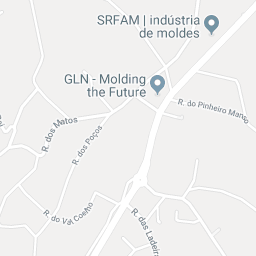 SRFAM | indústria
de moldes
GLN - Molding
the Future
R. do Pinheiro Manso
R. dos Matos
R. dos Poços
R. do Val Coelho
R. das Ladeira